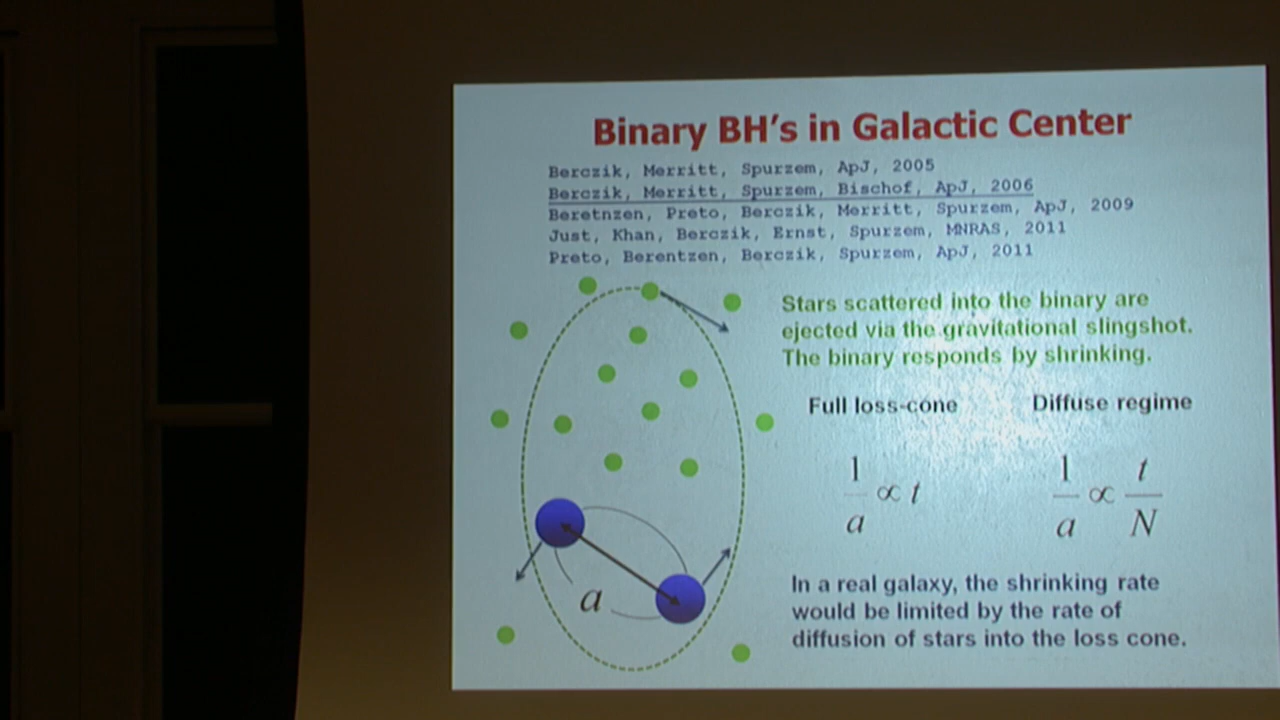 Binary BH's in Galactic Center
Berczik, Merritt, Spurzem, ApJ, 2005
Berczik, Merritt, Spurzem, Bischof, ApJ, 2006
Beretnzen, Preto, Berczik, Merritt, Spurzem, ApJ, 2009
Just, Khan, Berczik, Ernst, Spurzem, MNRAS, 2011
Preto, Berentzen, Berczik, Spurzem, ApJ, 2011
Stars scattered into the binary are
ejected via the gravitational slingshot.
The binary responds by shrinking.
Full loss-cone Diffuse regime
1/a ∝ t 1/a ∝ t/N
a
In a real galaxy, the shrinking rate
would be limited by the rate of
diffusion of stars into the loss cone.